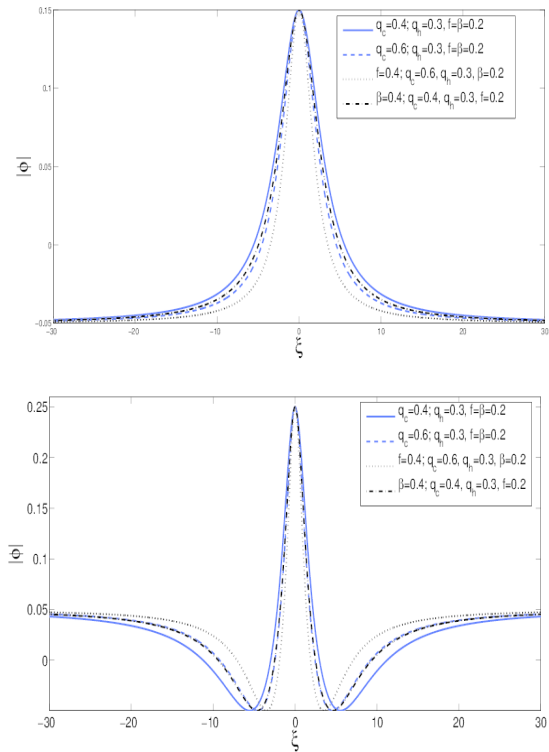 0.15
q_c=0.4; q_h=0.3, f=β=0.2
q_c=0.6; q_h=0.3, f=β=0.2
f=0.4; q_c=0.6, q_h=0.3, β=0.2
β=0.4; q_c=0.4, q_h=0.3, f=0.2
|Φ|
0.05
0
-0.05
-30 -20 -10 0 10 20 30
ξ
0.25
q_c=0.4; q_h=0.3, f=β=0.2
q_c=0.6; q_h=0.3, f=β=0.2
f=0.4; q_c=0.6, q_h=0.3, β=0.2
β=0.4; q_c=0.4, q_h=0.3, f=0.2
0.2
0.15
|Φ|
0.1
0.05
0
−30 −20 −10 0 10 20 30
ξ